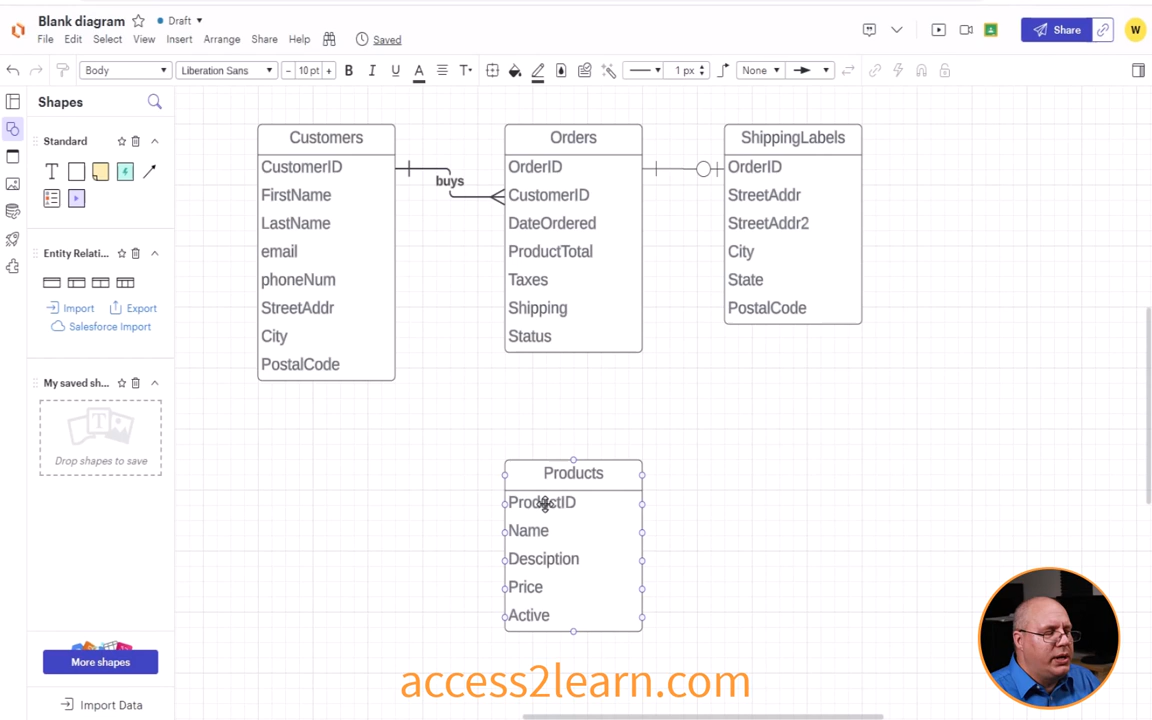 Blank diagram
Draft
File Edit Select View Insert Arrange Share Help
Saved
Share
W
Body
Liberation Sans
− 10 pt +
B I U A T
1 px
None
Shapes
Standard
T
Entity Relati...
Import
Export
Salesforce Import
My saved sh...
T
Drop shapes to save
More shapes
Import Data
Customers
CustomerID
FirstName
LastName
email
phoneNum
StreetAddr
City
PostalCode
buys
Orders
OrderID
CustomerID
DateOrdered
ProductTotal
Taxes
Shipping
Status
ShippingLabels
OrderID
StreetAddr
StreetAddr2
City
State
PostalCode
Products
ProductID
Name
Desciption
Price
Active
access2learn.com